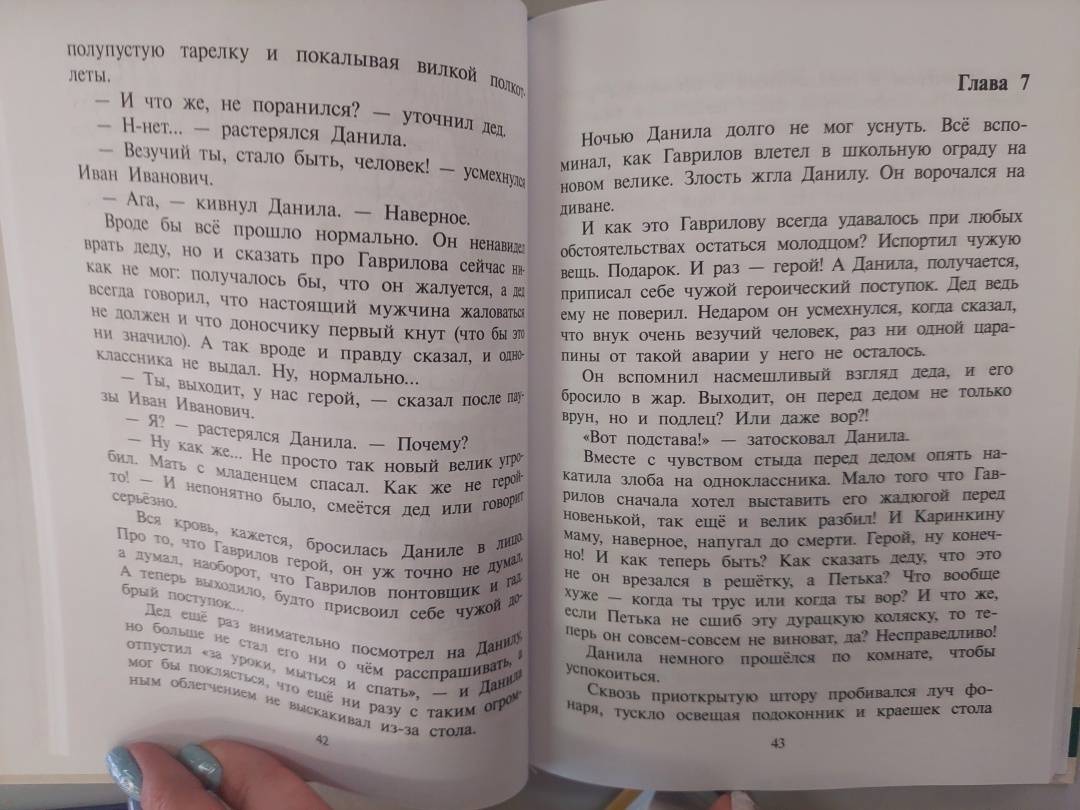 полупустую тарелку и покалывая вилкой полкот-
леты.
— И что же, не поранился? — уточнил дед.
— Н-нет... — растерялся Данила.
— Везучий ты, стало быть, человек! — усмехнулся
Иван Иванович.
— Ага, — кивнул Данила. — Наверное.
Вроде бы всё прошло нормально. Он ненавидел
врать деду, но и сказать про Гаврилова сейчас ни-
как не мог: получалось бы, что он жалуется, а дед
всегда говорил, что настоящий мужчина жаловаться
не должен и что доносчику первый кнут (что бы это
ни значило). А так вроде и правду сказал, и одно-
классника не выдал. Ну, нормально...
— Ты, выходит, у нас герой, — сказал после пау-
зы Иван Иванович.
— Я? — растерялся Данила. — Почему?
— Ну как же... Не просто так новый велик угро-
бил. Мать с младенцем спасал. Как же не герой-
то! — И непонятно было, смеётся дед или говорит
серьёзно.
Вся кровь, кажется, бросилась Даниле в лицо.
Про то, что Гаврилов герой, он уж точно не думал,
а думал, наоборот, что Гаврилов понтовщик и гад.
А теперь выходило, будто присвоил себе чужой до-
брый поступок...
Дед ещё раз внимательно посмотрел на Данилу,
но больше не стал его ни о чём расспрашивать, а
отпустил «за уроки, мыться и спать», — и Данила
мог бы поклясться, что ещё ни разу с таким огром-
ным облегчением не выскакивал из-за стола.
42
Глава 7
Ночью Данила долго не мог уснуть. Всё вспо-
минал, как Гаврилов влетел в школьную ограду на
новом велике. Злость жгла Данилу. Он ворочался на
диване.
И как это Гаврилову всегда удавалось при любых
обстоятельствах остаться молодцом? Испортил чужую
вещь. Подарок. И раз — герой! А Данила, получается,
приписал себе чужой героический поступок. Дед ведь
ему не поверил. Недаром он усмехнулся, когда сказал,
что внук очень везучий человек, раз ни одной цара-
пины от такой аварии у него не осталось.
Он вспомнил насмешливый взгляд деда, и его
бросило в жар. Выходит, он перед дедом не только
врун, но и подлец? Или даже вор?!
«Вот подстава!» — затосковал Данила.
Вместе с чувством стыда перед дедом опять на-
катила злоба на одноклассника. Мало того что Гав-
рилов сначала хотел выставить его жадюгой перед
новенькой, так ещё и велик разбил! И Каринкину
маму, наверное, напугал до смерти. Герой, ну конеч-
но! И как теперь быть? Как сказать деду, что это
не он врезался в решётку, а Петька? Что вообще
хуже — когда ты трус или когда ты вор? И что же,
если Петька не сшиб эту дурацкую коляску, то те-
перь он совсем-совсем не виноват, да? Несправедливо!
Данила немного прошёлся по комнате, чтобы
успокоиться.
Сквозь приоткрытую штору пробивался луч фо-
наря, тускло освещая подоконник и краешек стола
43